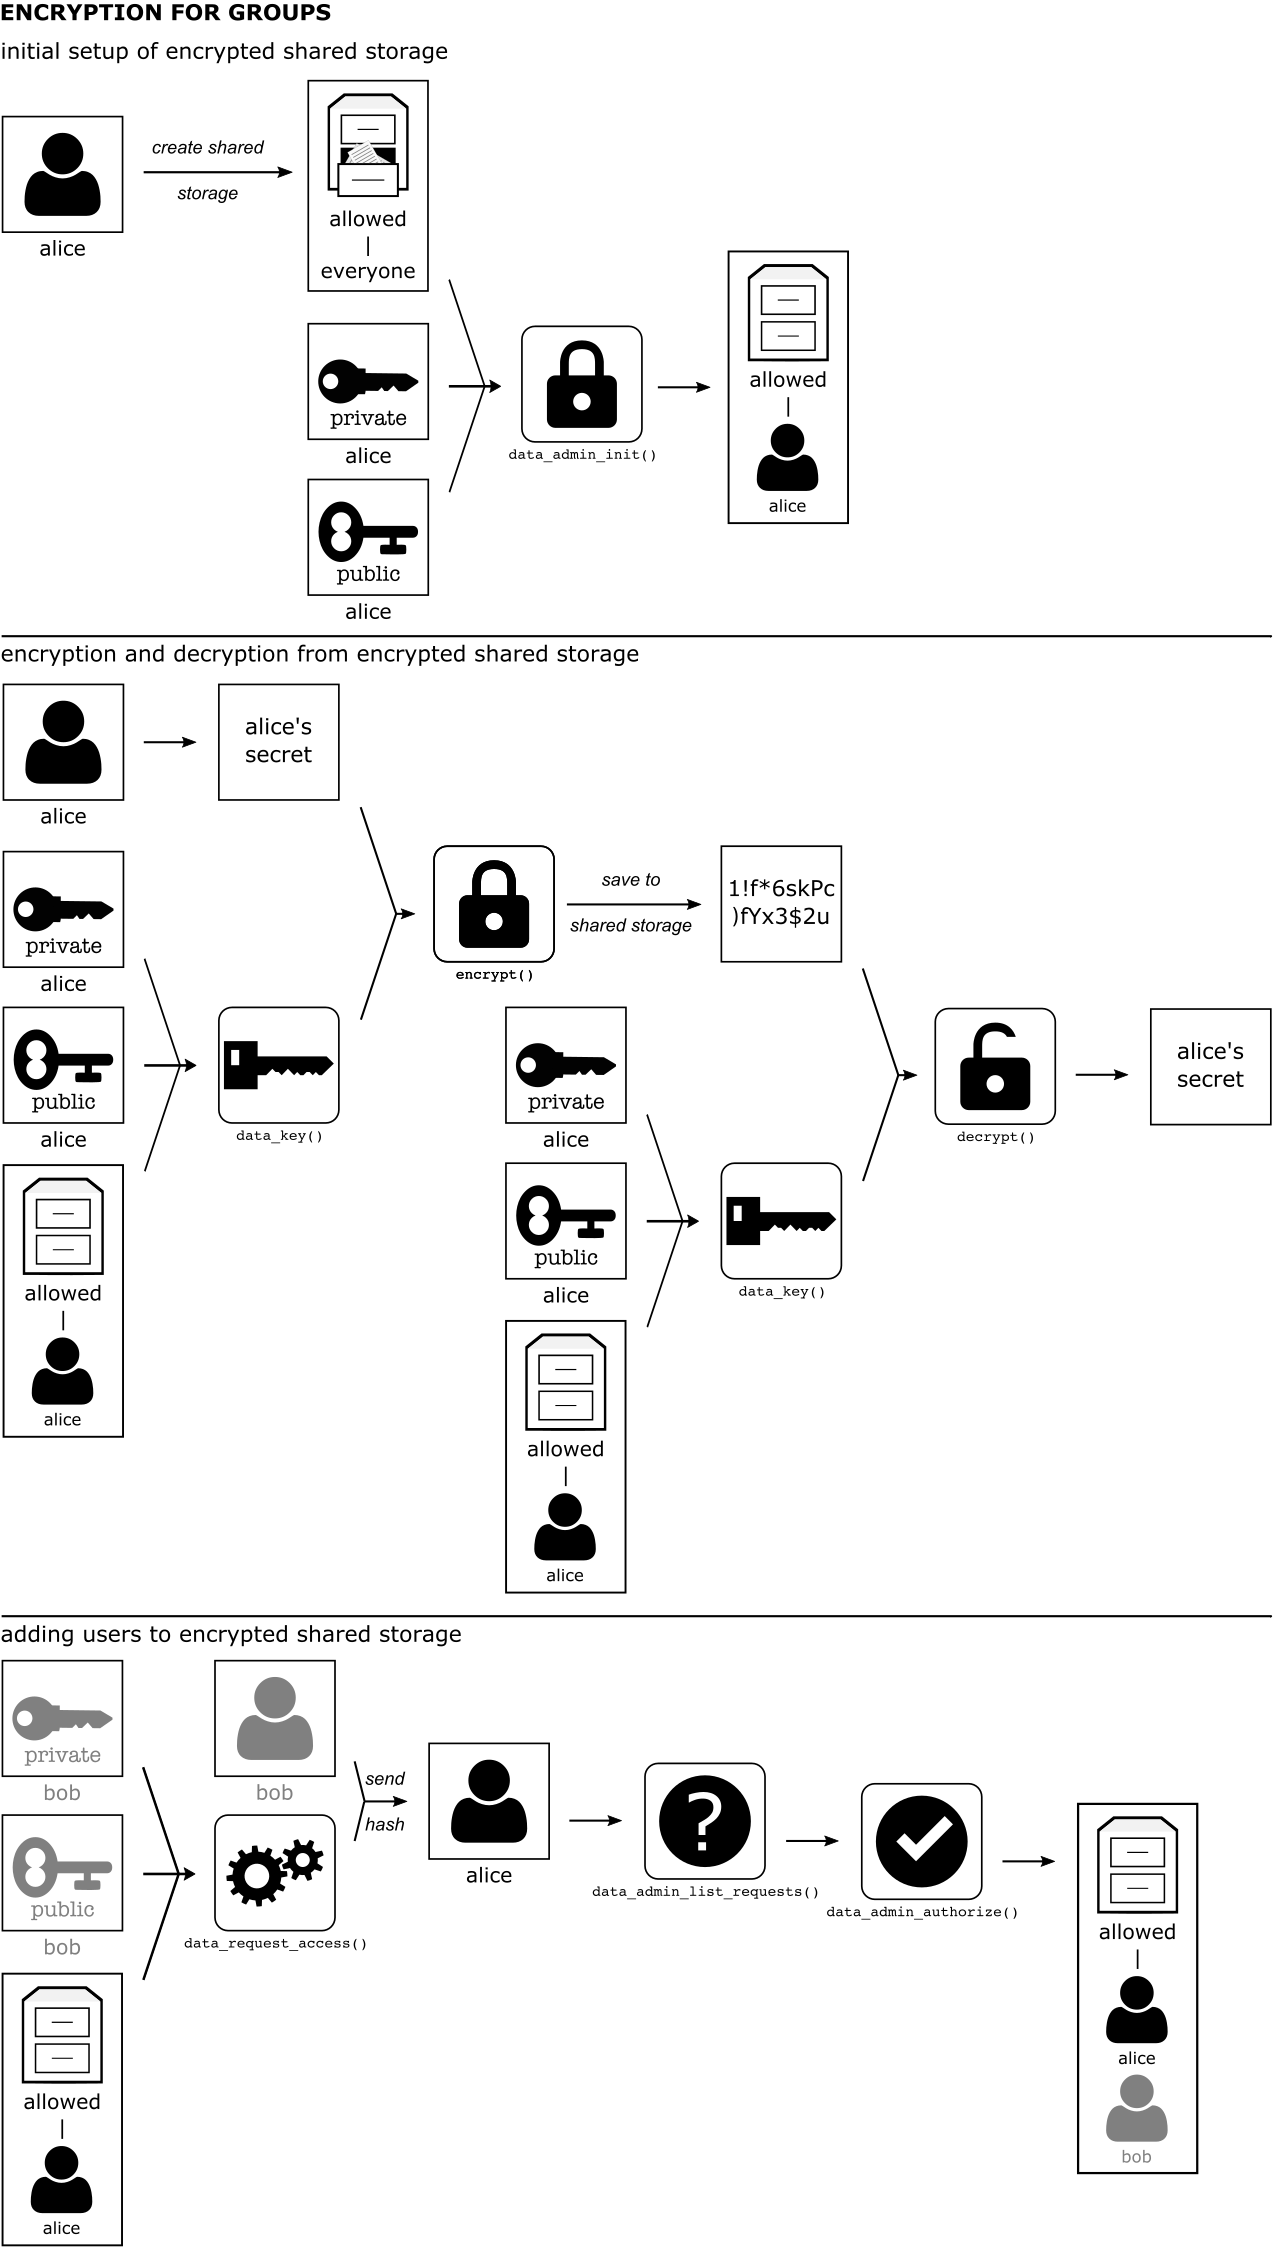 ENCRYPTION FOR GROUPS
initial setup of encrypted shared storage
alice
create shared
storage
allowed
everyone
private
alice
public
alice
data_admin_init()
allowed
alice
encryption and decryption from encrypted shared storage
alice
alice's
secret
private
alice
public
alice
allowed
alice
data_key()
encrypt()
save to
shared storage
1!f*6skPc
)fYx3$2u
private
alice
public
alice
allowed
alice
data_key()
decrypt()
alice's
secret
adding users to encrypted shared storage
private
bob
public
bob
allowed
alice
bob
data_request_access()
send
hash
alice
data_admin_list_requests()
data_admin_authorize()
allowed
alice
bob